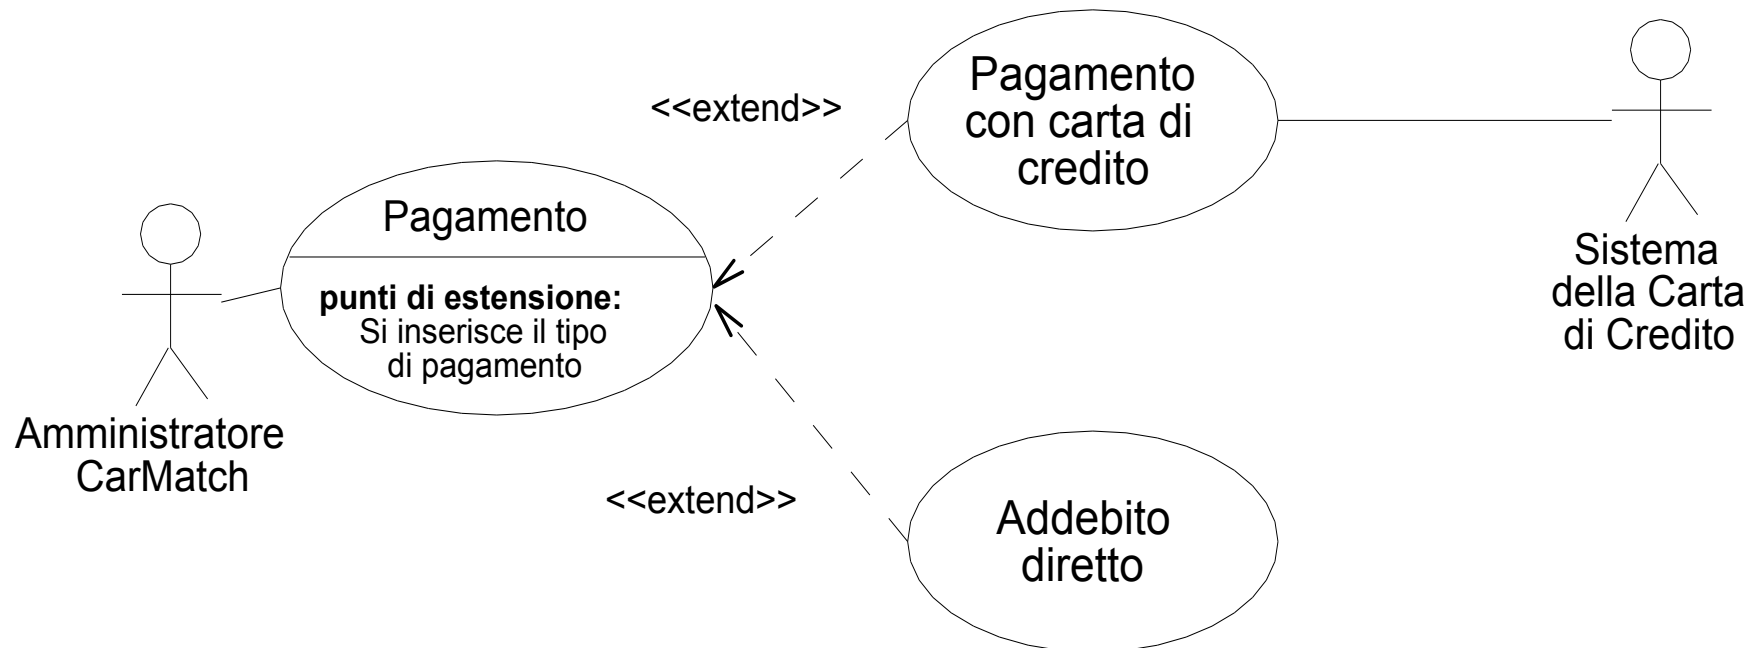 Pagamento
con carta di
credito
<<extend>>
Pagamento
punti di estensione:
Si inserisce il tipo
di pagamento
Sistema
della Carta
di Credito
Amministratore
CarMatch
<<extend>>
Addebito
diretto